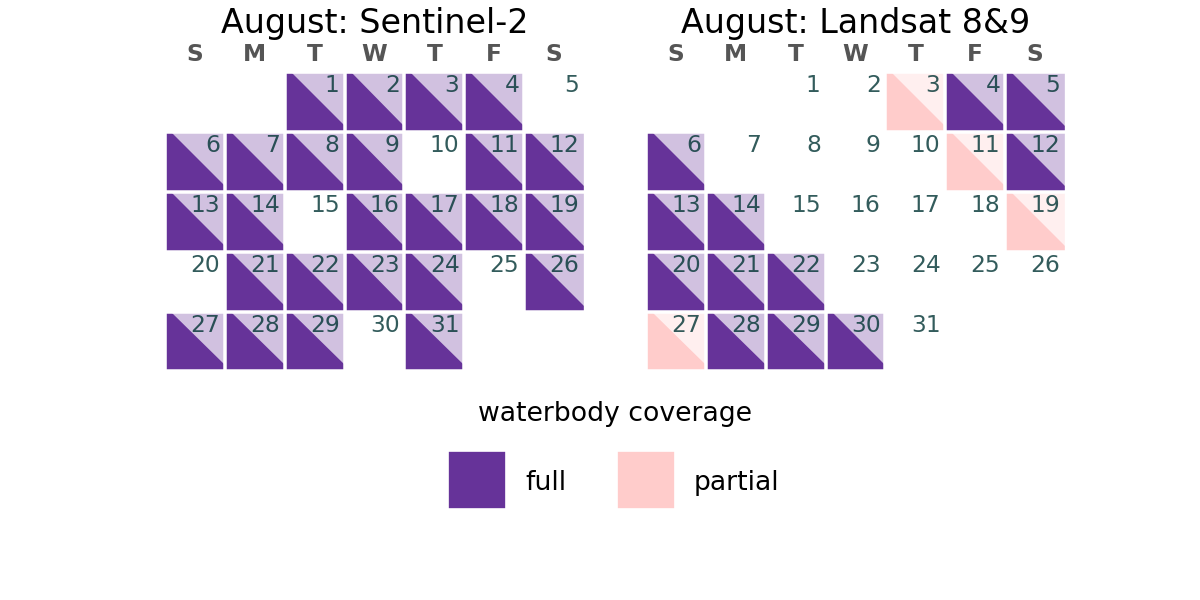 August: Sentinel-2
S M T W T F S
1 2 3 4 5
6 7 8 9 10 11 12
13 14 15 16 17 18 19
20 21 22 23 24 25 26
27 28 29 30 31
August: Landsat 8&9
S M T W T F S
1 2 3 4 5
6 7 8 9 10 11 12
13 14 15 16 17 18 19
20 21 22 23 24 25 26
27 28 29 30 31
waterbody coverage
full partial